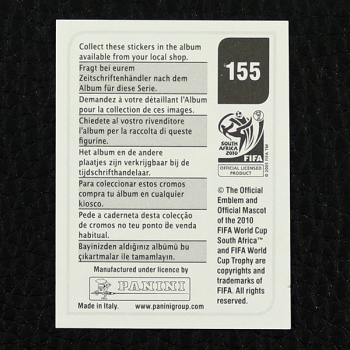 Collect these stickers in the album
available from your local shop.
Fragt bei eurem
Zeitschriftenhändler nach dem
Album für diese Serie.
Demandez à votre détaillant l'Album
pour la collection de ces images.
Chiedete al vostro rivenditore
l'album per la raccolta di queste
figurine.
Het album en de andere
plaatjes zijn verkrijgbaar bij de
tijdschrifthandelaar.
Para coleccionar estos cromos
compra tu álbum en cualquier
kiosco.
Pede a caderneta desta colecção
de cromos no teu ponto de venda
habitual.
Bayinizden aldığınız albümü bu
çıkartmalar ile tamamlayın.
Manufactured under licence by
PANINI
Made in Italy. www.paninigroup.com
155
SOUTH AFRICA
2010
FIFA
OFFICIAL LICENSED
PRODUCT
© The Official
Emblem and
Official Mascot
of the 2010
FIFA World Cup
South Africa™
and FIFA World
Cup Trophy are
copyrights and
trademarks of
FIFA. All rights
reserved.